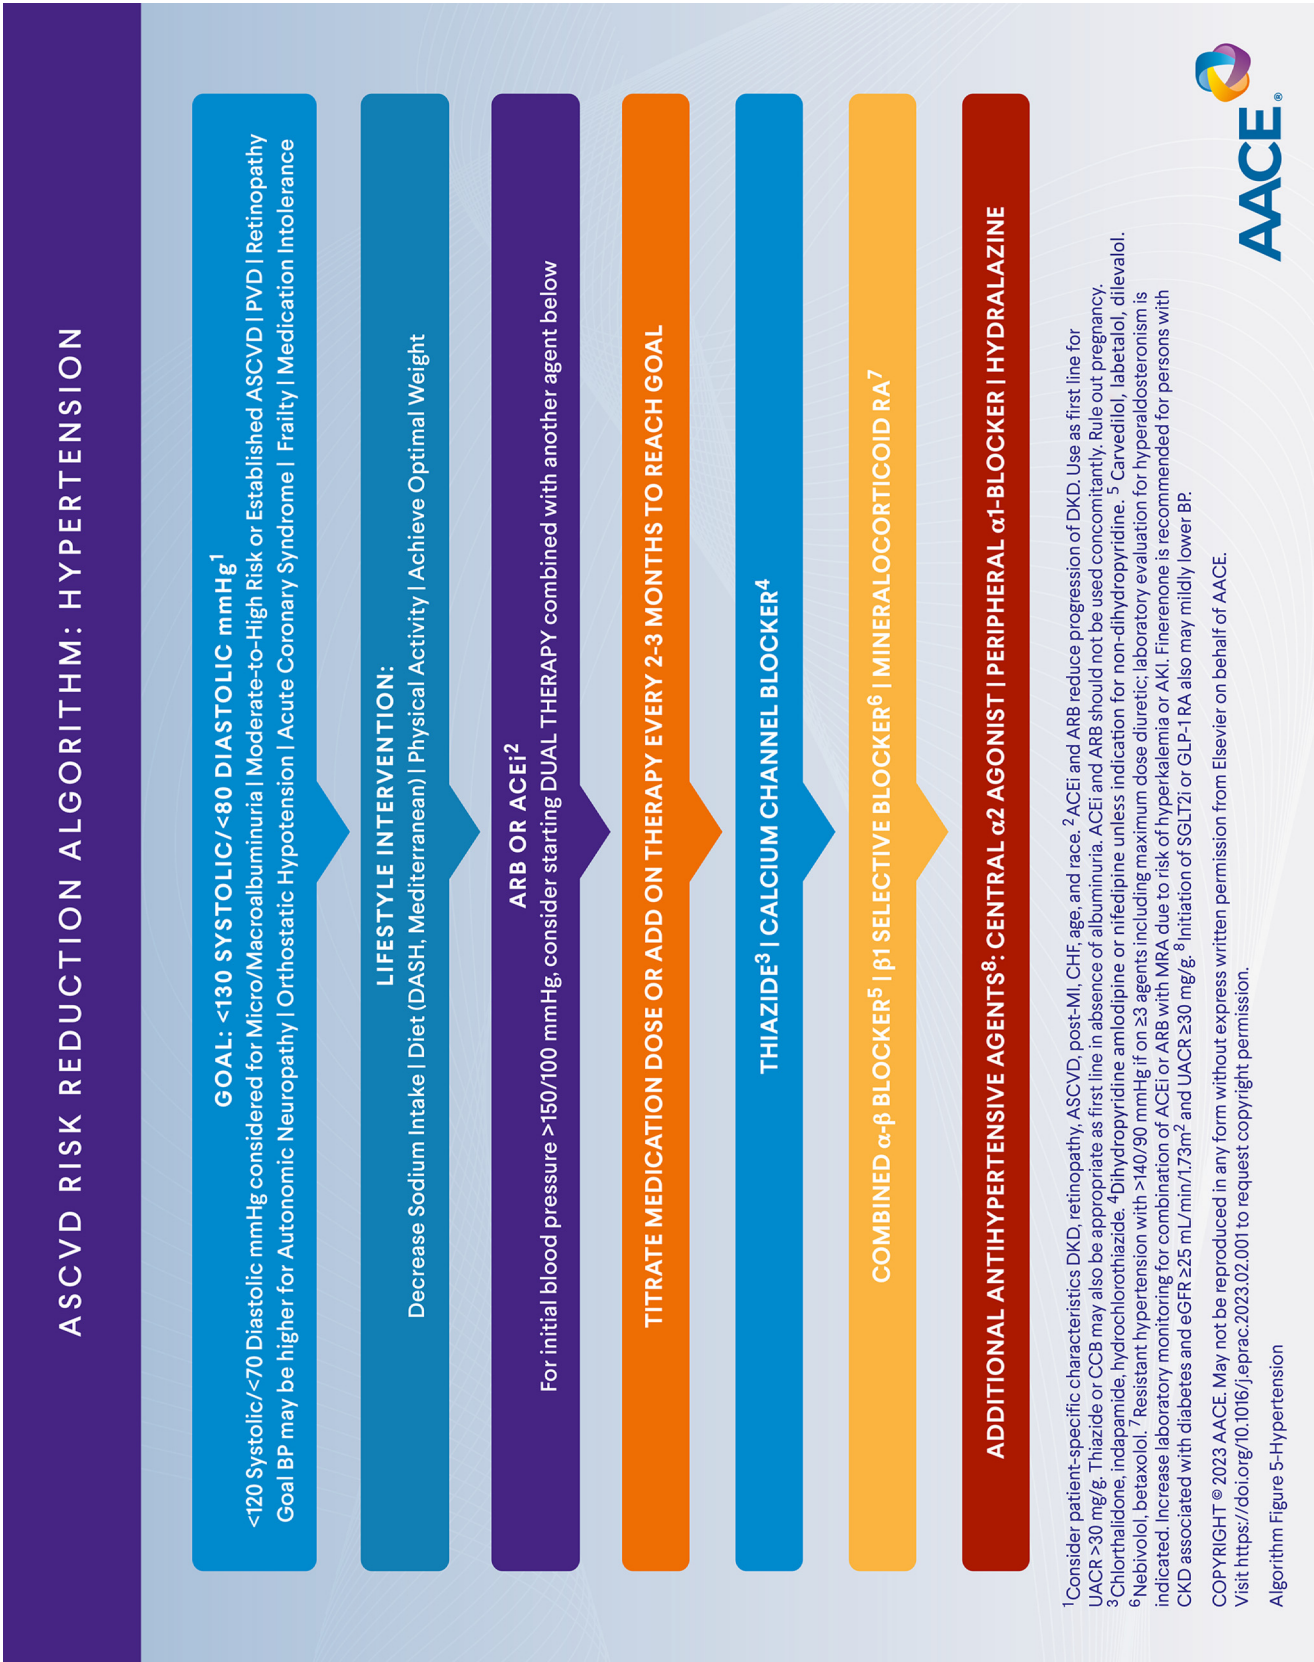 ASCVD RISK REDUCTION ALGORITHM: HYPERTENSION
GOAL: <130 SYSTOLIC/<80 DIASTOLIC mmHg¹
<120 Systolic/<70 Diastolic mmHg considered for Micro/Macroalbuminuria | Moderate-to-High Risk or Established ASCVD | PVD | Retinopathy
Goal BP may be higher for Autonomic Neuropathy | Orthostatic Hypotension | Acute Coronary Syndrome | Frailty | Medication Intolerance
LIFESTYLE INTERVENTION:
Decrease Sodium Intake | Diet (DASH, Mediterranean) | Physical Activity | Achieve Optimal Weight
ARB OR ACEi²
For initial blood pressure >150/100 mmHg, consider starting DUAL THERAPY combined with another agent below
TITRATE MEDICATION DOSE OR ADD ON THERAPY EVERY 2-3 MONTHS TO REACH GOAL
THIAZIDE³ | CALCIUM CHANNEL BLOCKER⁴
COMBINED α-β BLOCKER⁵ | β1 SELECTIVE BLOCKER⁶ | MINERALOCORTICOID RA⁷
ADDITIONAL ANTIHYPERTENSIVE AGENTS⁸: CENTRAL α2 AGONIST | PERIPHERAL α1-BLOCKER | HYDRALAZINE
¹Consider patient-specific characteristics DKD, retinopathy, ASCVD, post-MI, CHF, age, and race. ²ACEi and ARB reduce progression of DKD. Use as first line for
UACR >30 mg/g. Thiazide or CCB may also be appropriate as first line in absence of albuminuria. ACEi and ARB should not be used concomitantly. Rule out pregnancy.
³Chlorthalidone, indapamide, hydrochlorothiazide. ⁴Dihydropyridine amlodipine or nifedipine unless indication for non-dihydropyridine. ⁵ Carvedilol, labetalol, dilevalol.
⁶Nebivolol, betaxolol. ⁷Resistant hypertension with >140/90 mmHg if on ≥3 agents including maximum dose diuretic; laboratory evaluation for hyperaldosteronism is
indicated. Increase laboratory monitoring for combination of ACEi or ARB with MRA due to risk of hyperkalemia or AKI. Finerenone is recommended for persons with
CKD associated with diabetes and eGFR ≥25 mL/min/1.73m² and UACR ≥30 mg/g. ⁸Initiation of SGLT2i or GLP-1 RA also may mildly lower BP.
COPYRIGHT © 2023 AACE. May not be reproduced in any form without express written permission from Elsevier on behalf of AACE.
Visit https://doi.org/10.1016/j.eprac.2023.02.001 to request copyright permission.
Algorithm Figure 5-Hypertension
AACE®